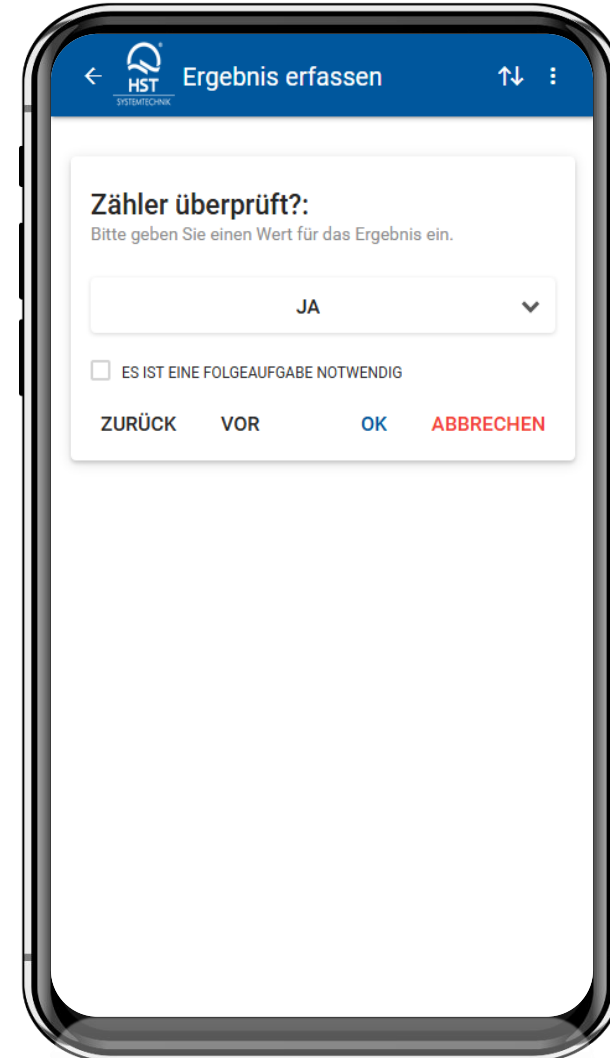 HST
SYSTEMTECHNIK
Ergebnis erfassen
Zähler überprüft?:
Bitte geben Sie einen Wert für das Ergebnis ein.
JA
ES IST EINE FOLGEAUFGABE NOTWENDIG
ZURÜCK VOR OK ABBRECHEN